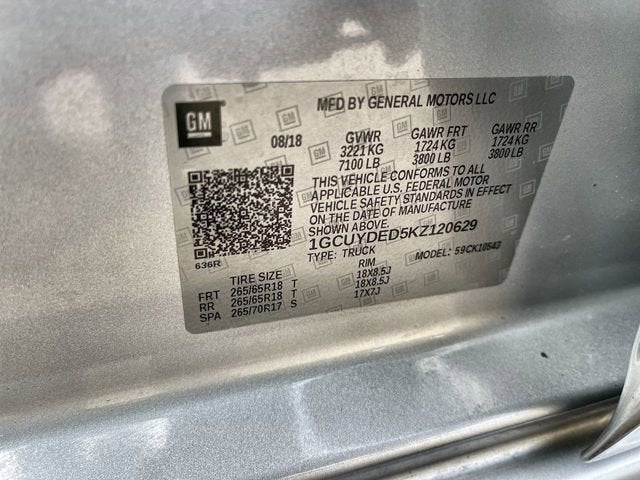 GM
MFD BY GENERAL MOTORS LLC
08/18 GVWR GAWR FRT GAWR RR
3221 KG 1724 KG 1724 KG
7100 LB 3800 LB 3800 LB
THIS VEHICLE CONFORMS TO ALL
APPLICABLE U.S. FEDERAL MOTOR
VEHICLE SAFETY STANDARDS IN EFFECT
ON THE DATE OF MANUFACTURE
SHOWN ABOVE.
1GCUYDED5KZ120629
TYPE: TRUCK MODEL: 59CK10543
636R
TIRE SIZE RIM
FRT 265/65R18 T 18X8.5J
RR 265/65R18 T 18X8.5J
SPA 265/70R17 S 17X7J